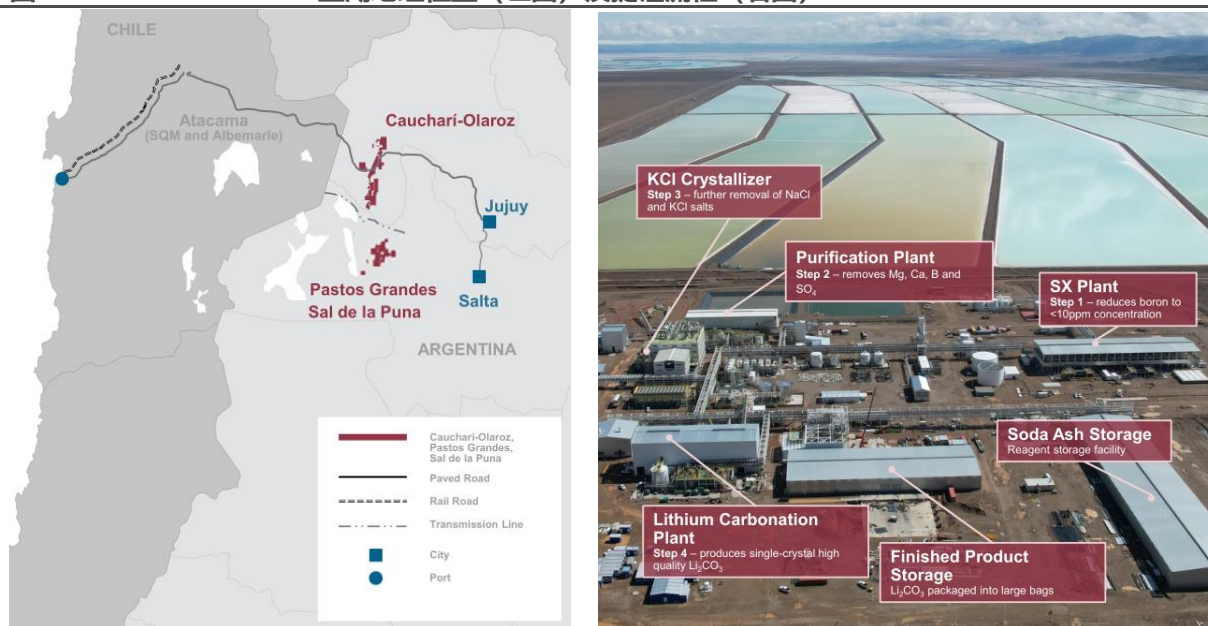 CHILE
Atacama
(SQM and Albemarle)
Cauchari-Olaroz
Jujuy
Salta
Pastos Grandes
Sal de la Puna
ARGENTINA
Cauchari-Olaroz,
Pastos Grandes,
Sal de la Puna
Paved Road
Rail Road
Transmission Line
City
Port
KCI Crystallizer
Step 3 – further removal of NaCl
and KCl salts
Purification Plant
Step 2 – removes Mg, Ca, B and
SO₄
SX Plant
Step 1 – reduces boron to
<10ppm concentration
Soda Ash Storage
Reagent storage facility
Lithium Carbonation
Plant
Step 4 – produces single-crystal high
quality Li₂CO₃
Finished Product
Storage
Li₂CO₃ packaged into large bags